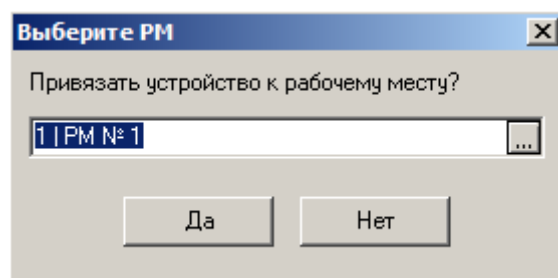 Выберите РМ
Привязать устройство к рабочему месту?
1 | РМ № 1
...
Да
Нет